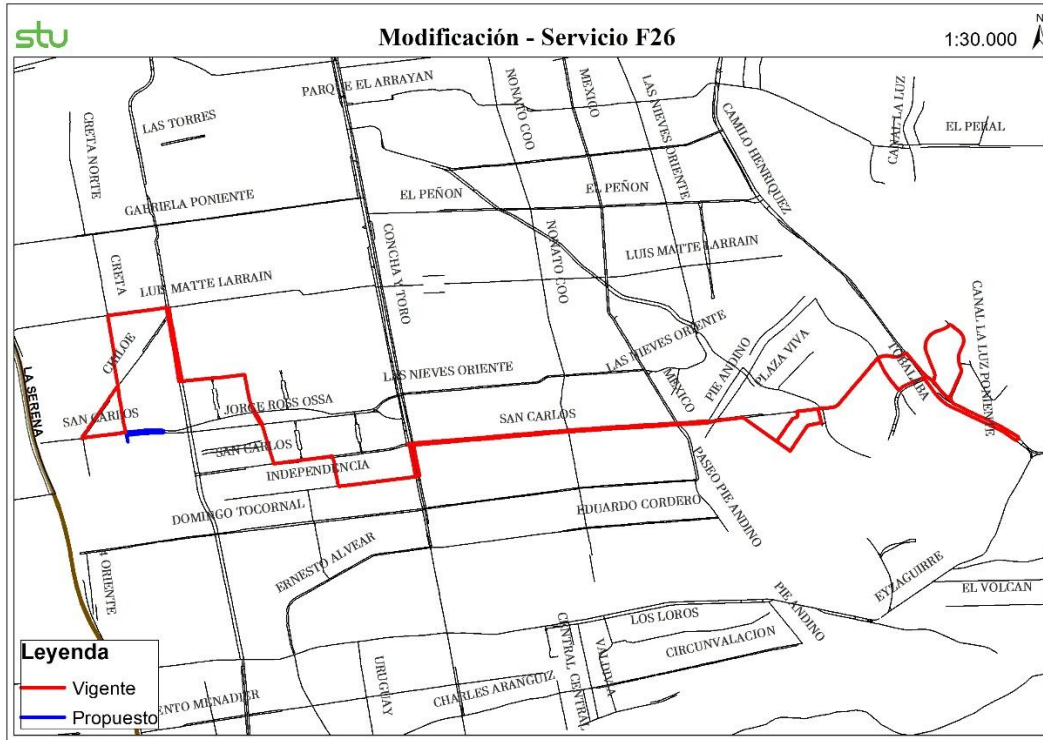 stu
Modificación - Servicio F26
1:30.000
N
PARQUE EL ARRAYAN
NONATO COO
MEXICO
LAS NIEVES ORIENTE
CAMILO HENRIQUEZ
CANAL LA LUZ
EL PERAL
CRETA NORTE
LAS TORRES
GABRIELA PONIENTE
EL PEÑON
EL PEÑON
CONCHA Y TORO
NONATO COO
LUIS MATTE LARRAIN
CRETA
LUIS MATTE LARRAIN
CANAL LA LUZ PONIENTE
CHILOE
LAS NIEVES ORIENTE
LAS NIEVES ORIENTE
PIE ANDINO
PLAZA VIVA
TOBALABA
LA SERENA
MEXICO
JORGE ROSS OSSA
SAN CARLOS
SAN CARLOS
SAN CARLOS
INDEPENDENCIA
PASEO PIE ANDINO
DOMINGO TOCORNAL
EDUARDO CORDERO
ERNESTO ALVEAR
ORIENTE
EYZAGUIRRE
EL VOLCAN
PIE ANDINO
LOS LOROS
CIRCUNVALACION
CENTRAL
CENTRAL
URUGUAY
CHARLES ARANGUIZ
Leyenda
Vigente
ENTO MENADIER
Propuesto